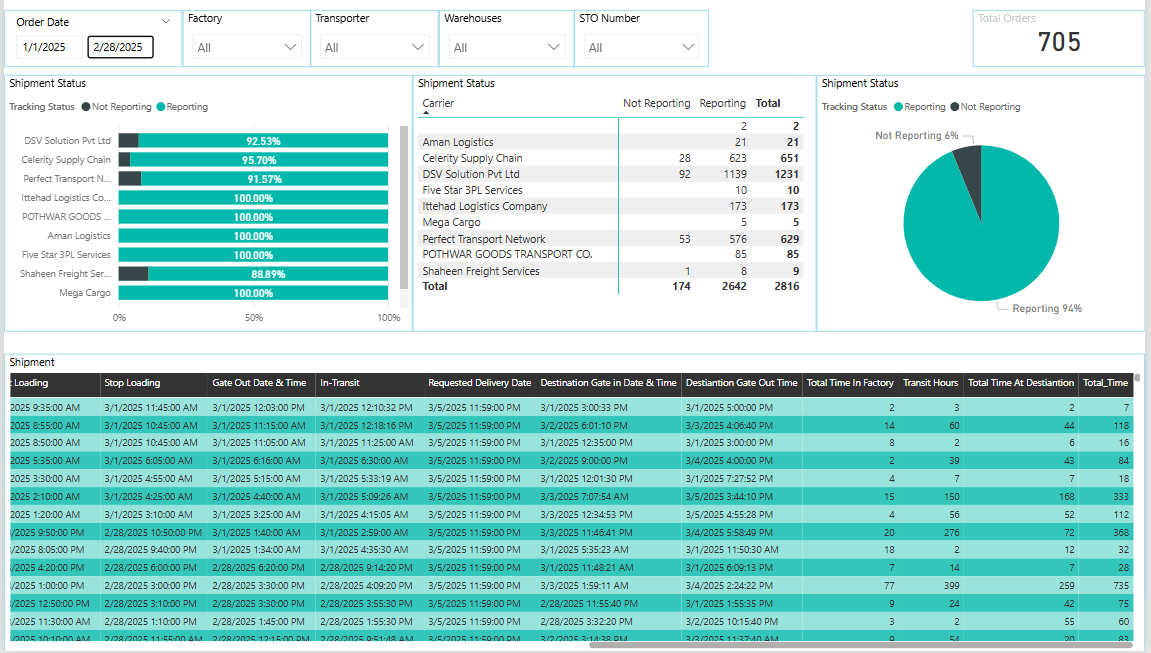 Order Date
Factory
Transporter
Warehouses
STO Number
Total Orders
1/1/2025 2/28/2025
All
All
All
All
705
Shipment Status
Tracking Status Not Reporting Reporting
DSV Solution Pvt Ltd 92.53%
Celerity Supply Chain 95.70%
Perfect Transport N... 91.57%
Ittehad Logistics Co... 100.00%
POTHWAR GOODS ... 100.00%
Aman Logistics 100.00%
Five Star 3PL Services 100.00%
Shaheen Freight Ser... 88.89%
Mega Cargo 100.00%
0% 50% 100%
Shipment Status
Carrier Not Reporting Reporting Total
2 2
Aman Logistics 21 21
Celerity Supply Chain 28 623 651
DSV Solution Pvt Ltd 92 1139 1231
Five Star 3PL Services 10 10
Ittehad Logistics Company 173 173
Mega Cargo 5 5
Perfect Transport Network 53 576 629
POTHWAR GOODS TRANSPORT CO. 85 85
Shaheen Freight Services 1 8 9
Total 174 2642 2816
Shipment Status
Tracking Status Reporting Not Reporting
Not Reporting 6%
Reporting 94%
Shipment
Loading Stop Loading Gate Out Date & Time In-Transit Requested Delivery Date Destination Gate in Date & Time Destiantion Gate Out Time Total Time In Factory Transit Hours Total Time At Destiantion Total_Time
2025 9:35:00 AM 3/1/2025 11:45:00 AM 3/1/2025 12:03:00 PM 3/1/2025 12:10:32 PM 3/5/2025 11:59:00 PM 3/1/2025 3:00:33 PM 3/1/2025 5:00:00 PM 2 3 2 7
2025 8:55:00 AM 3/1/2025 10:45:00 AM 3/1/2025 11:15:00 AM 3/1/2025 12:18:16 PM 3/5/2025 11:59:00 PM 3/2/2025 6:01:10 PM 3/3/2025 4:06:40 PM 14 60 44 118
2025 8:50:00 AM 3/1/2025 10:45:00 AM 3/1/2025 11:05:00 AM 3/1/2025 11:25:00 AM 3/5/2025 11:59:00 PM 3/1/2025 12:35:00 PM 3/1/2025 3:00:00 PM 8 2 6 16
2025 5:35:00 AM 3/1/2025 6:05:00 AM 3/1/2025 6:16:00 AM 3/1/2025 6:30:00 AM 3/5/2025 11:59:00 PM 3/2/2025 9:00:00 PM 3/4/2025 4:00:00 PM 2 39 43 84
2025 3:30:00 AM 3/1/2025 4:55:00 AM 3/1/2025 5:15:00 AM 3/1/2025 5:33:19 AM 3/5/2025 11:59:00 PM 3/1/2025 12:01:30 PM 3/1/2025 7:27:52 PM 4 7 7 18
2025 2:10:00 AM 3/1/2025 4:25:00 AM 3/1/2025 4:40:00 AM 3/1/2025 5:09:26 AM 3/5/2025 11:59:00 PM 3/3/2025 7:07:54 AM 3/5/2025 3:44:10 PM 15 150 168 333
2025 1:20:00 AM 3/1/2025 3:10:00 AM 3/1/2025 3:25:00 AM 3/1/2025 4:15:05 AM 3/5/2025 11:59:00 PM 3/3/2025 12:34:53 PM 3/5/2025 4:55:28 PM 4 56 52 112
/2025 9:50:00 PM 2/28/2025 10:50:00 PM 3/1/2025 1:40:00 AM 3/1/2025 2:59:00 AM 3/5/2025 11:59:00 PM 3/3/2025 11:46:41 PM 3/4/2025 5:58:49 PM 20 276 72 368
/2025 8:05:00 PM 2/28/2025 9:40:00 PM 3/1/2025 1:34:00 AM 3/1/2025 4:35:30 AM 3/5/2025 11:59:00 PM 3/1/2025 5:35:23 AM 3/1/2025 11:50:30 AM 18 2 12 32
/2025 4:20:00 PM 2/28/2025 6:00:00 PM 2/28/2025 6:20:00 PM 2/28/2025 9:14:20 PM 3/5/2025 11:59:00 PM 3/1/2025 11:48:21 AM 3/1/2025 6:09:13 PM 7 14 7 28
/2025 1:00:00 PM 2/28/2025 3:00:00 PM 2/28/2025 3:30:00 PM 2/28/2025 4:09:20 PM 3/5/2025 11:59:00 PM 3/3/2025 1:59:11 AM 3/4/2025 2:24:22 PM 77 399 259 735
/2025 12:50:00 PM 2/28/2025 3:10:00 PM 2/28/2025 3:30:00 PM 2/28/2025 3:55:30 PM 3/5/2025 11:59:00 PM 2/28/2025 11:55:40 PM 3/1/2025 1:55:35 PM 9 24 42 75
/2025 11:30:00 AM 2/28/2025 1:10:00 PM 2/28/2025 1:45:00 PM 2/28/2025 1:55:30 PM 3/5/2025 11:59:00 PM 2/28/2025 3:32:20 PM 3/2/2025 10:15:40 PM 3 2 55 60
/2025 10:10:00 AM 2/28/2025 11:55:00 AM 2/28/2025 12:15:00 PM 2/28/2025 9:51:48 AM 3/5/2025 11:59:00 PM 3/2/2025 3:14:38 PM 3/3/2025 11:37:40 AM 9 54 20 83